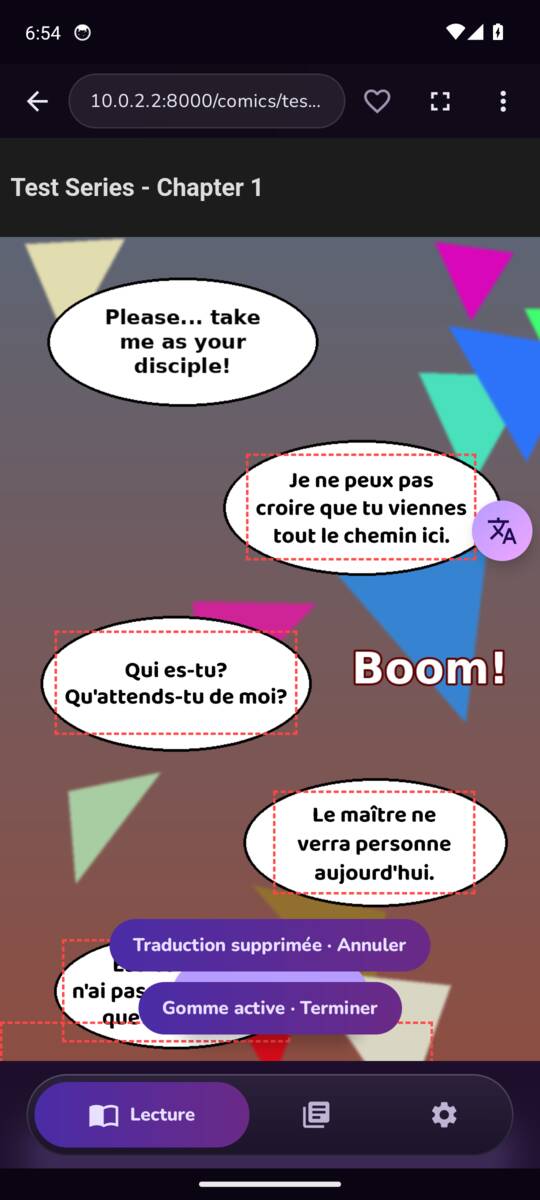 6:54
10.0.2.2:8000/comics/tes...
Test Series - Chapter 1
Please... take
me as your
disciple!
Je ne peux pas
croire que tu viennes
tout le chemin ici.
Qui es-tu?
Qu'attends-tu de moi?
Boom!
Le maître ne
verra personne
aujourd'hui.
Traduction supprimée · Annuler
n'ai pas
que
Gomme active · Terminer
Lecture